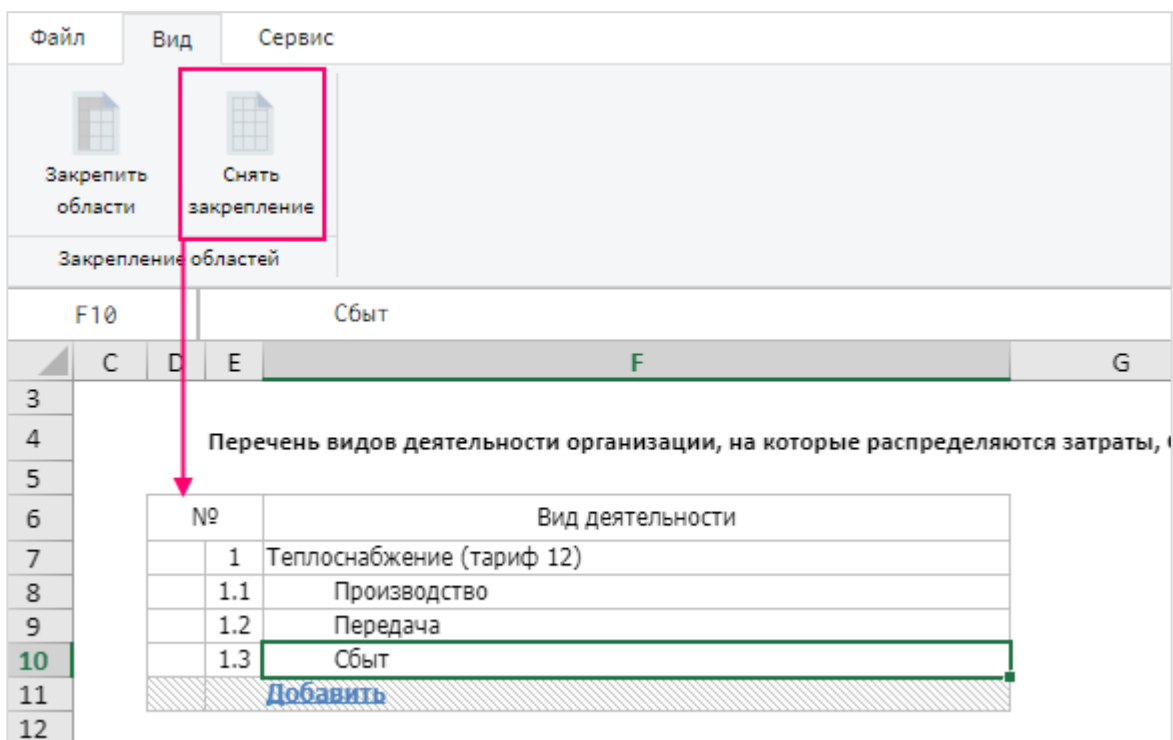 Файл Вид Сервис
Закрепить области
Снять закрепление
Закрепление областей
F10 Сбыт
C D E F G
3
4 Перечень видов деятельности организации, на которые распределяются затраты,
5
6 № Вид деятельности
7 1 Теплоснабжение (тариф 12)
8 1.1 Производство
9 1.2 Передача
10 1.3 Сбыт
11 Добавить
12